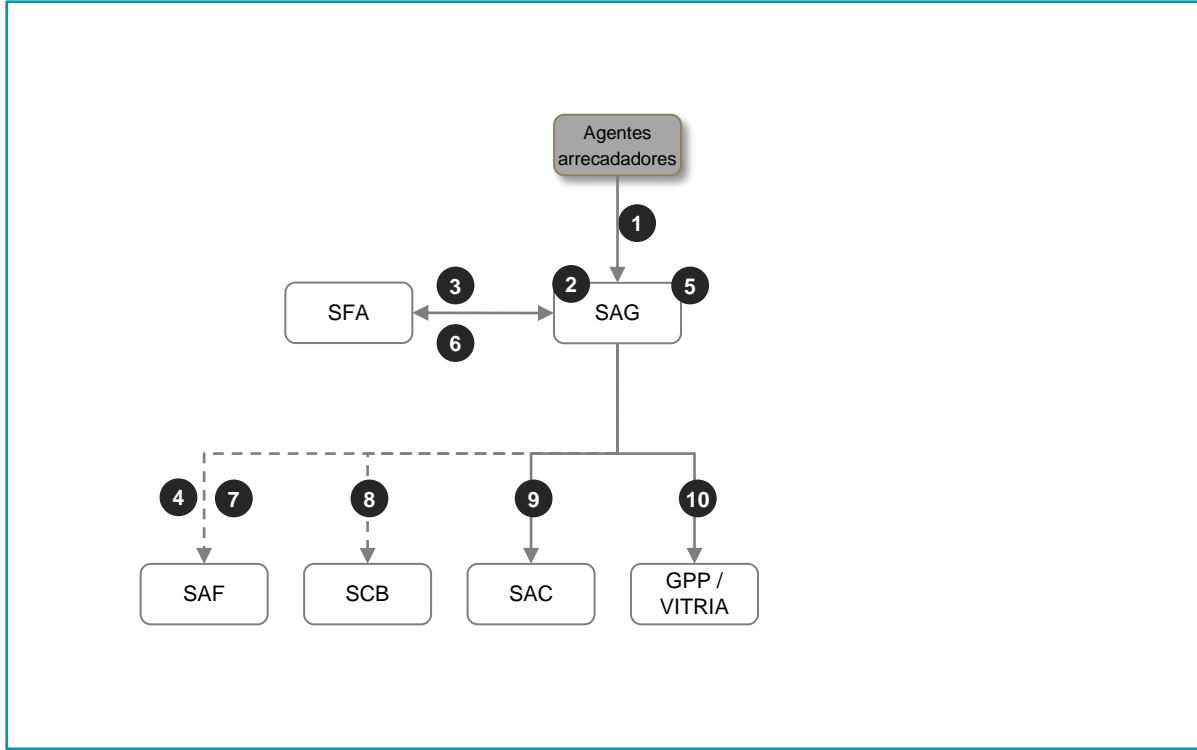 Agentes
arrecadadores
1
3
2
5
SFA
SAG
6
4
7
8
9
10
SAF
SCB
SAC
GPP /
VITRIA